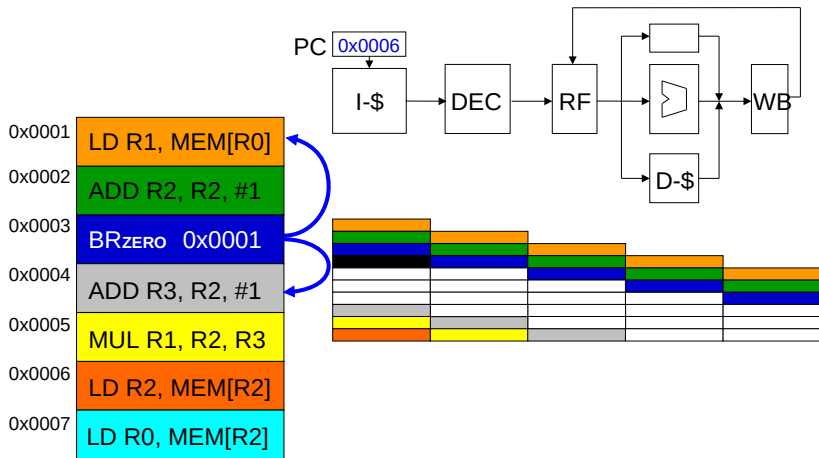 PC 0x0006
I-$ DEC RF WB
D-$
0x0001 LD R1, MEM[R0]
0x0002 ADD R2, R2, #1
0x0003 BRZERO 0x0001
0x0004 ADD R3, R2, #1
0x0005 MUL R1, R2, R3
0x0006 LD R2, MEM[R2]
0x0007 LD R0, MEM[R2]